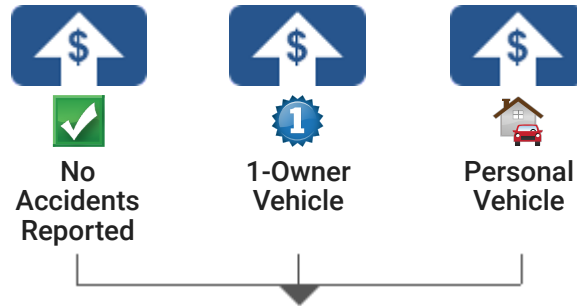 $ $ $
1
No
Accidents
Reported
1-Owner
Vehicle
Personal
Vehicle